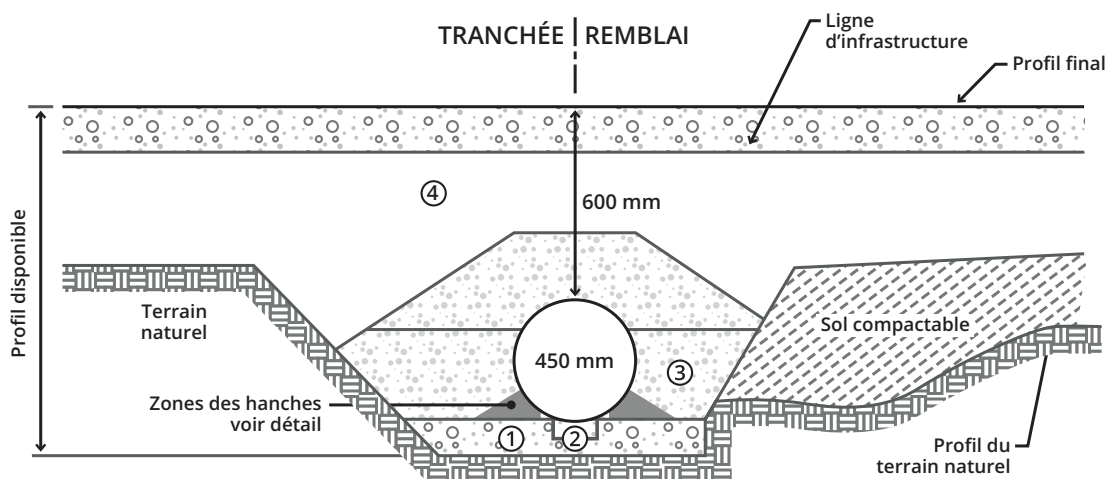 TRANCHÉE | REMBLAI
Ligne
d’infrastructure
Profil final
④
600 mm
Profil disponible
Terrain
naturel
Sol compactable
450 mm
③
Zones des hanches
voir détail
①
②
Profil du
terrain naturel